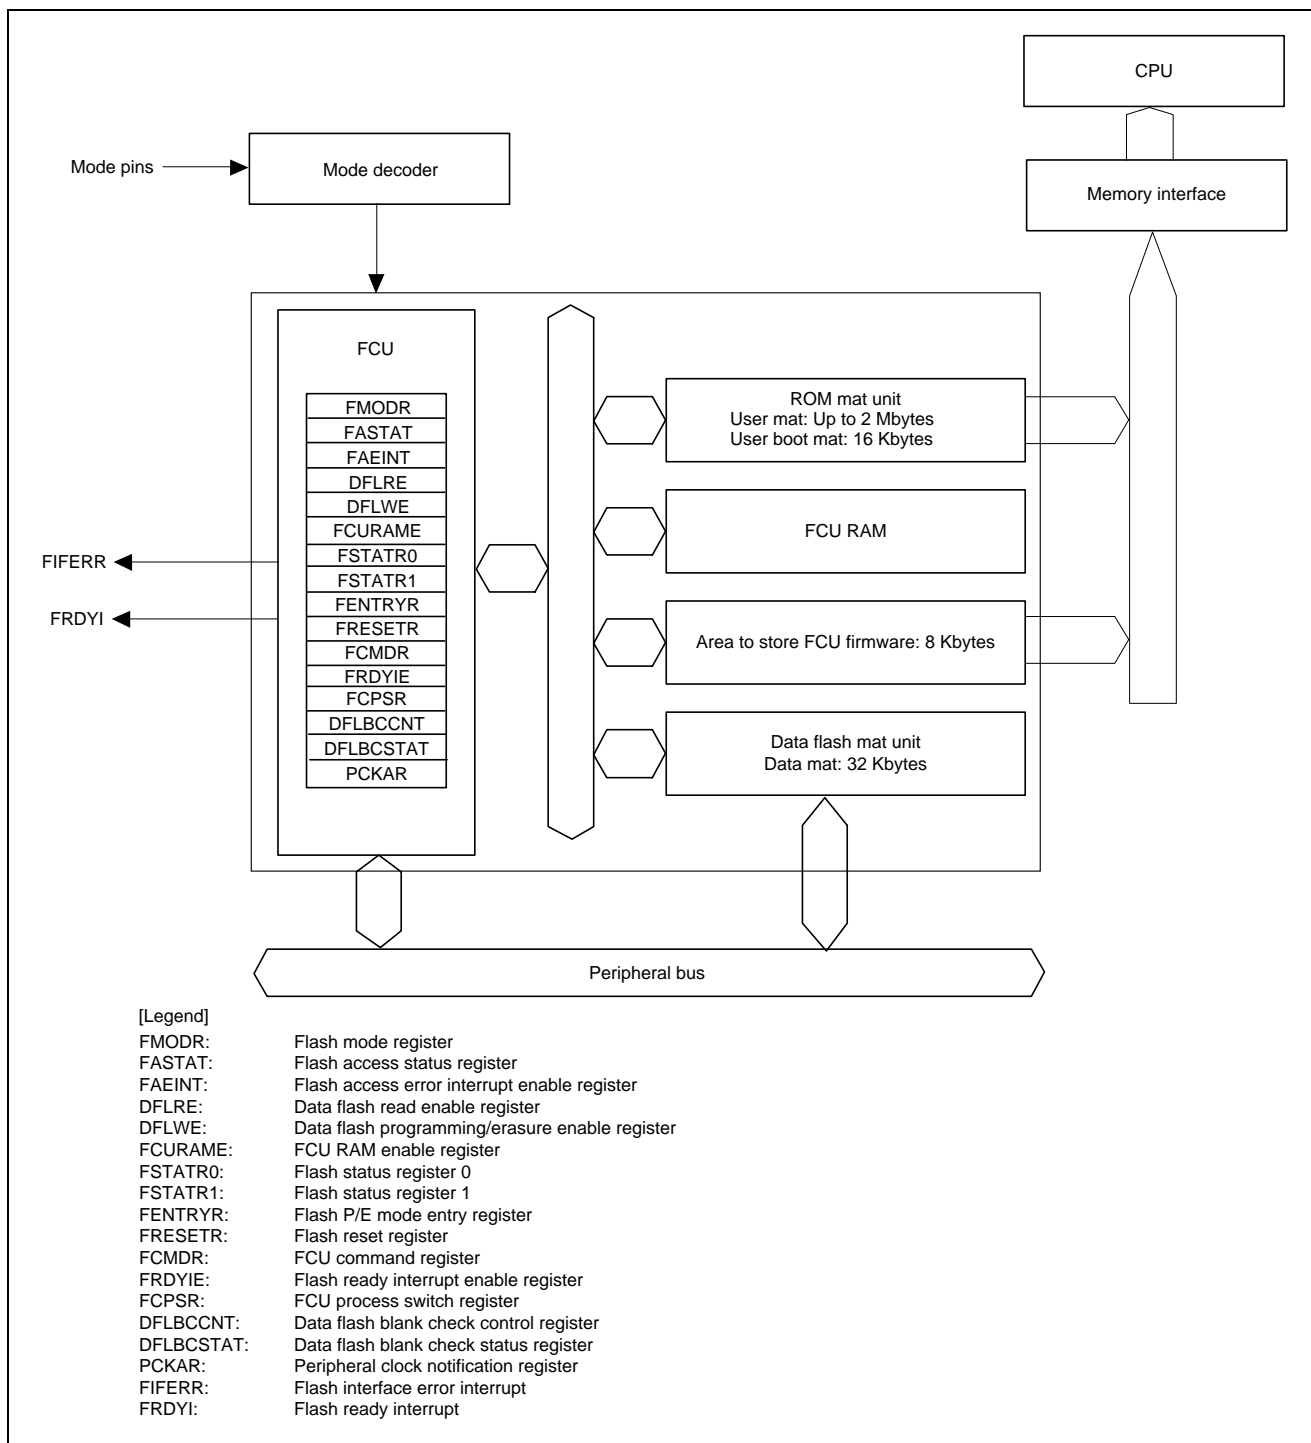 CPU
Mode pins
Mode decoder
Memory interface
FCU
FMODR
FASTAT
FAEINT
DFLRE
DFLWE
FCURAME
FSTATR0
FSTATR1
FENTRYR
FRESETR
FCMDR
FRDYIE
FCPSR
DFLBCCNT
DFLBCSTAT
PCKAR
FIFERR
FRDYI
ROM mat unit
User mat: Up to 2 Mbytes
User boot mat: 16 Kbytes
FCU RAM
Area to store FCU firmware: 8 Kbytes
Data flash mat unit
Data mat: 32 Kbytes
Peripheral bus
[Legend]
FMODR: Flash mode register
FASTAT: Flash access status register
FAEINT: Flash access error interrupt enable register
DFLRE: Data flash read enable register
DFLWE: Data flash programming/erasure enable register
FCURAME: FCU RAM enable register
FSTATR0: Flash status register 0
FSTATR1: Flash status register 1
FENTRYR: Flash P/E mode entry register
FRESETR: Flash reset register
FCMDR: FCU command register
FRDYIE: Flash ready interrupt enable register
FCPSR: FCU process switch register
DFLBCCNT: Data flash blank check control register
DFLBCSTAT: Data flash blank check status register
PCKAR: Peripheral clock notification register
FIFERR: Flash interface error interrupt
FRDYI: Flash ready interrupt